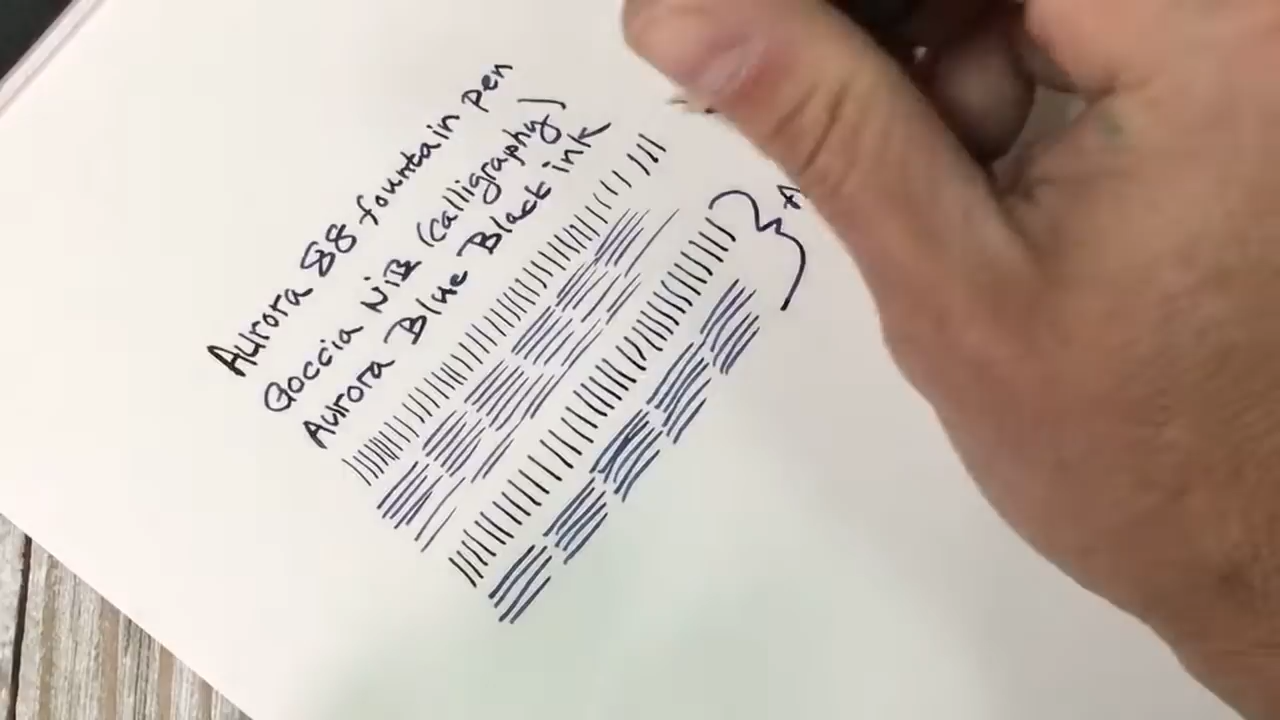 Aurora 88 fountain pen
Goccia NiB (calligraphy)
Aurora Blue Black ink